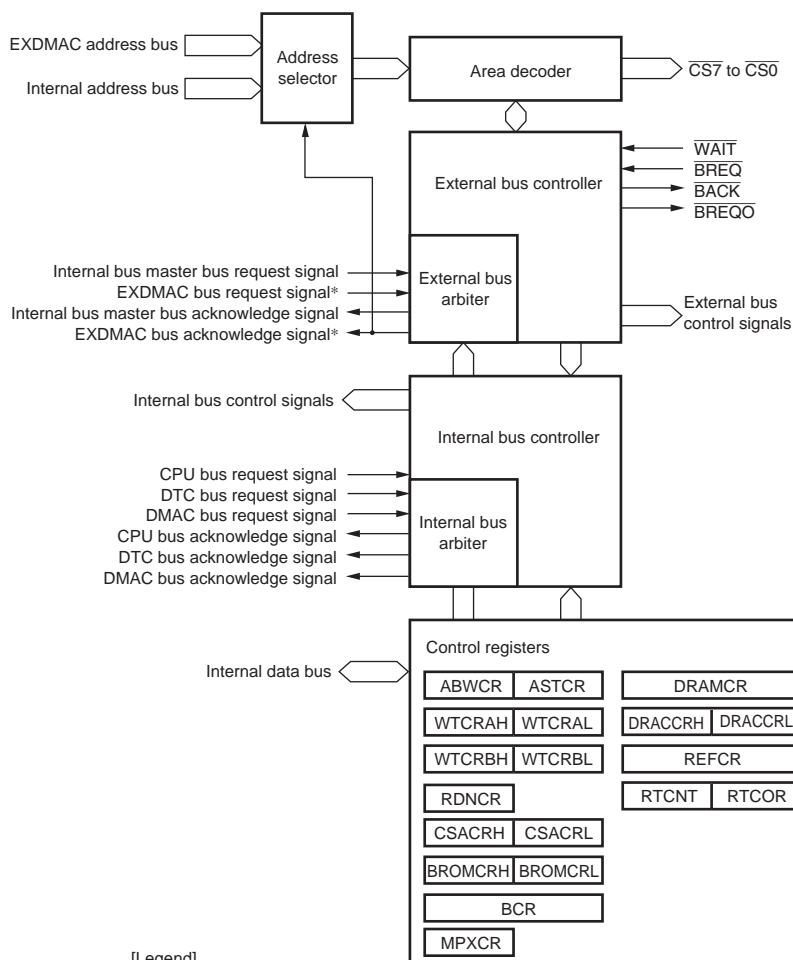 EXDMAC address bus
Internal address bus
Address
selector
Area decoder
CS7 to CS0
External bus controller
WAIT
BREQ
BACK
BREQO
Internal bus master bus request signal
EXDMAC bus request signal*
Internal bus master bus acknowledge signal
EXDMAC bus acknowledge signal*
External bus
arbiter
External bus
control signals
Internal bus control signals
Internal bus controller
CPU bus request signal
DTC bus request signal
DMAC bus request signal
CPU bus acknowledge signal
DTC bus acknowledge signal
DMAC bus acknowledge signal
Internal bus
arbiter
Internal data bus
Control registers
ABWCR ASTCR DRAMCR
WTCRAH WTCRAL DRACCRH DRACCRL
WTCRBH WTCRBL REFCR
RDNCR RTCNT RTCOR
CSACRH CSACRL
BROMCRH BROMCRL
BCR
MPXCR
[Legend]